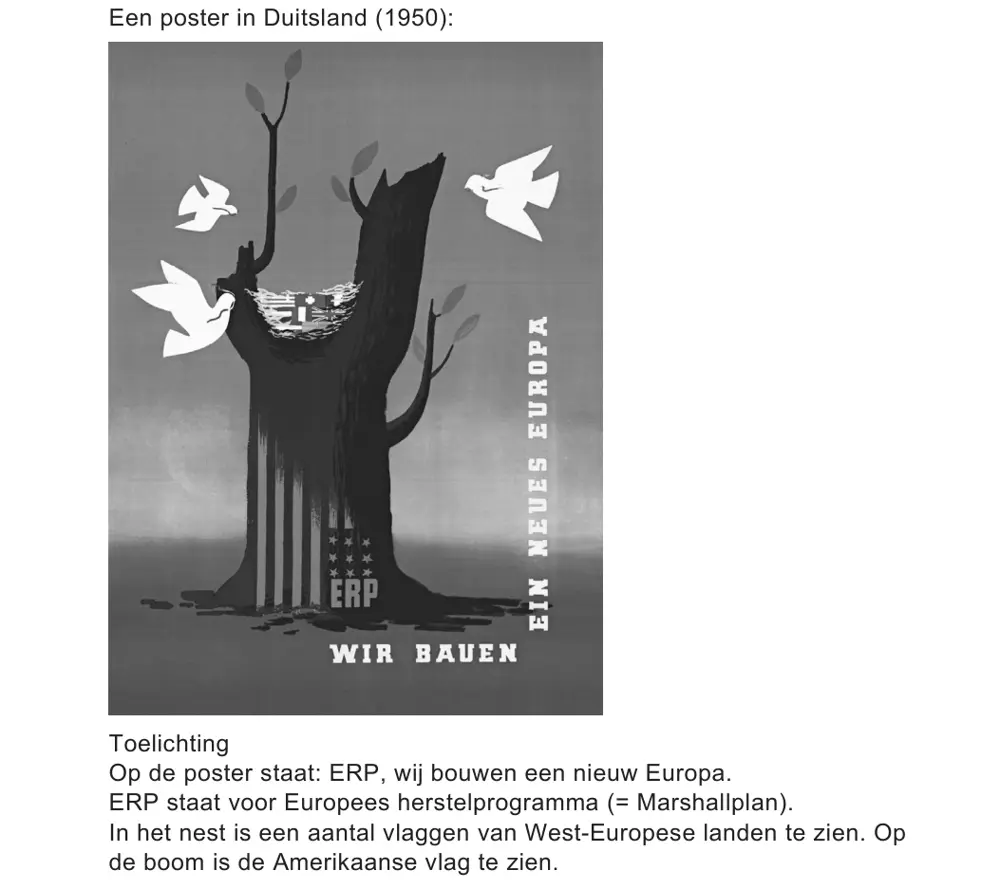 Een poster in Duitsland (1950):
ERP
WIR BAUEN
EIN NEUES EUROPA
Toelichting
Op de poster staat: ERP, wij bouwen een nieuw Europa.
ERP staat voor Europees herstelprogramma (= Marshallplan).
In het nest is een aantal vlaggen van West-Europese landen te zien. Op
de boom is de Amerikaanse vlag te zien.